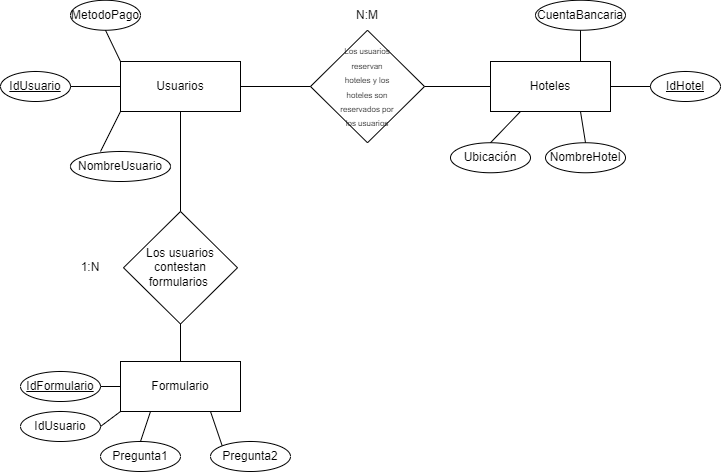 MetodoPago
N:M
CuentaBancaria
IdUsuario
Usuarios
Los usuarios
reservan
hoteles y los
hoteles son
reservados por
los usuarios
Hoteles
IdHotel
NombreUsuario
Ubicación
NombreHotel
1:N
Los usuarios
contestan
formularios
IdFormulario
Formulario
IdUsuario
Pregunta1
Pregunta2